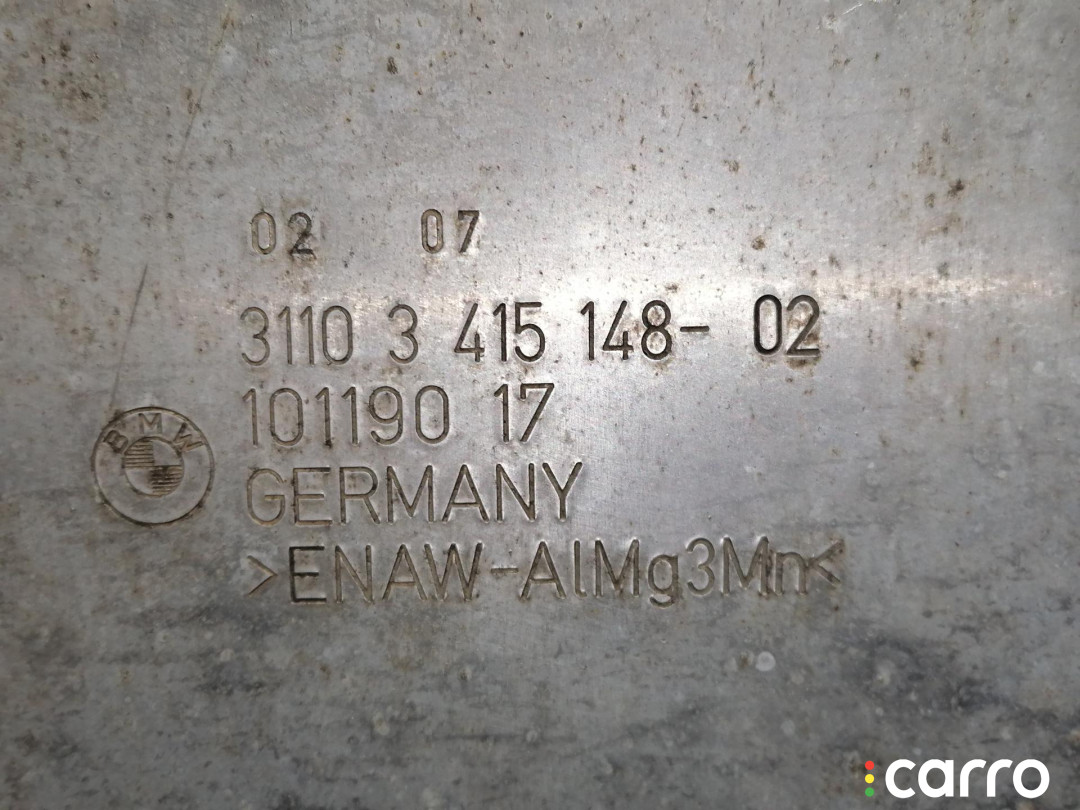 02 07
3110 3 415 148- 02
101190 17
BMW
GERMANY
>ENAW-AlMg3Mn<
carro